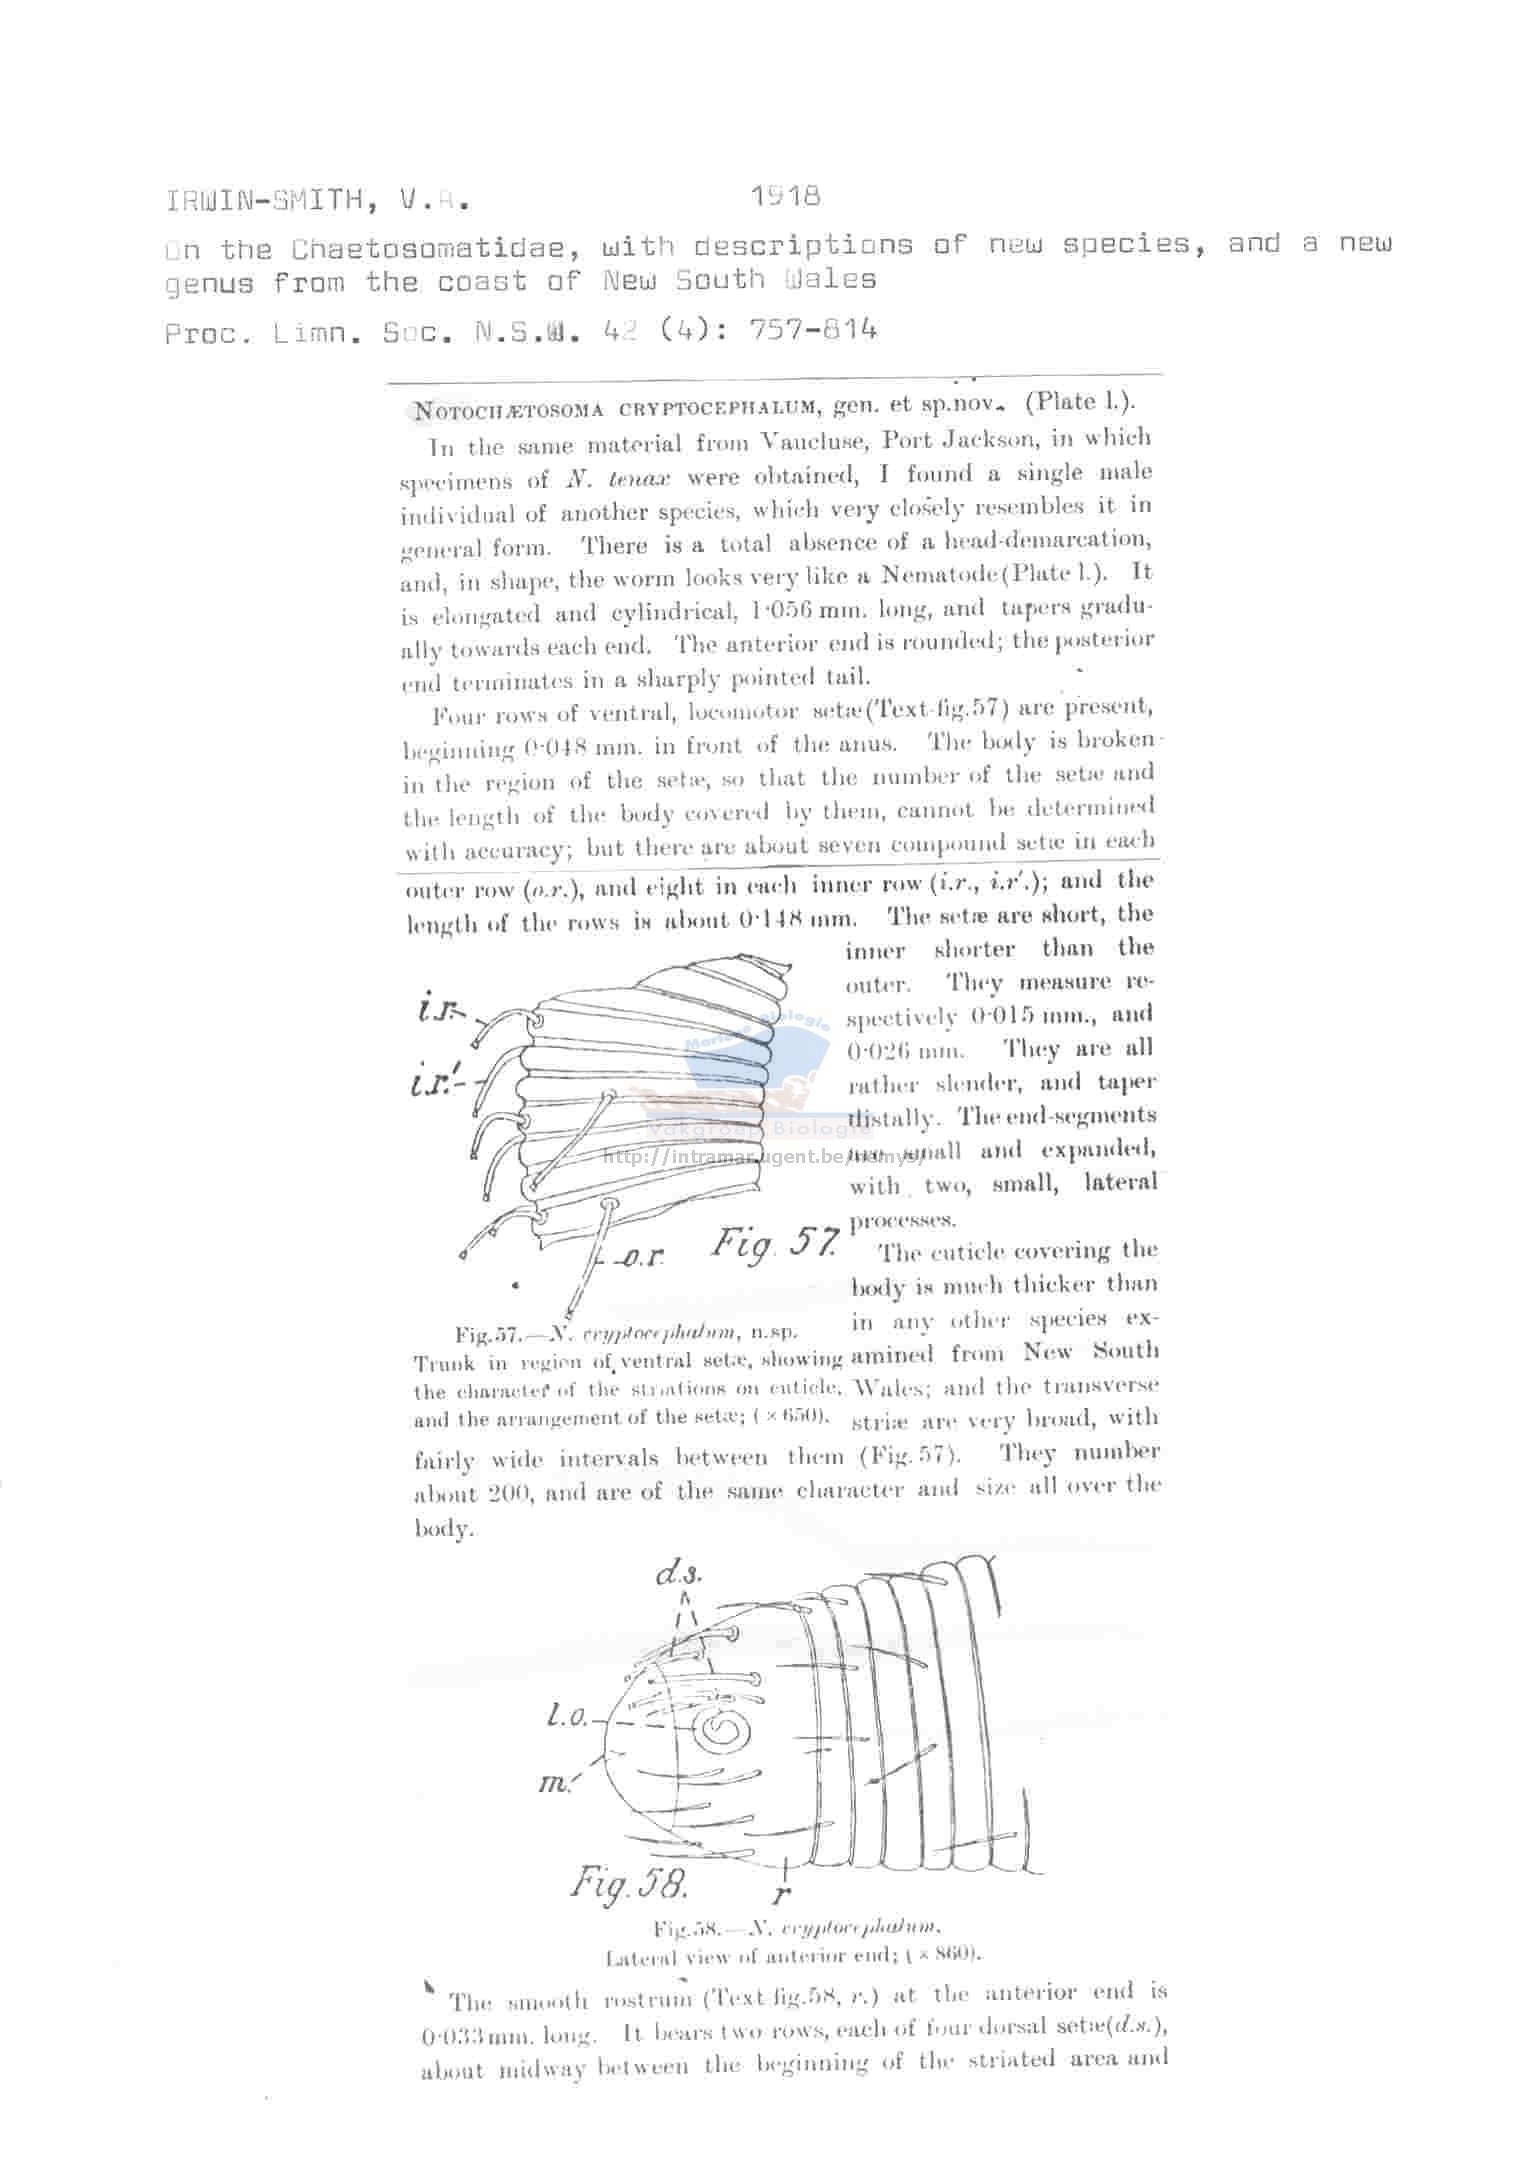 IRWIN-SMITH, V.A. 1918
On the Chaetosomatidae, with descriptions of new species, and a new
genus from the coast of New South Wales
Proc. Limn. Soc. N.S.W. 42 (4): 757-814
NOTOCHÆTOSOMA CRYPTOCEPHALUM, gen. et sp.nov. (Plate l.).
In the same material from Vaucluse, Port Jackson, in which
specimens of N. tenax were obtained, I found a single male
individual of another species, which very closely resembles it in
general form. There is a total absence of a head-demarcation,
and, in shape, the worm looks very like a Nematode (Plate l.). It
is elongated and cylindrical, 1·056 mm. long, and tapers gradu-
ally towards each end. The anterior end is rounded; the posterior
end terminates in a sharply pointed tail.
Four rows of ventral, locomotor setæ (Text-fig.57) are present,
beginning 0·048 mm. in front of the anus. The body is broken
in the region of the setæ, so that the number of the setæ and
the length of the body covered by them, cannot be determined
with accuracy; but there are about seven compound setæ in each
outer row (o.r.), and eight in each inner row (i.r., i.r'.); and the
length of the rows is about 0·148 mm. The setæ are short, the
inner shorter than the
outer. They measure re-
spectively 0·015 mm., and
0·026 mm. They are all
rather slender, and taper
distally. The end-segments
are small and expanded,
with two, small, lateral
processes.
The cuticle covering the
body is much thicker than
in any other species ex-
amined from New South
Wales; and the transverse
striæ are very broad, with
i.r.
i.r'.
o.r.
Fig. 57.
Marine Biologie
Vakgroep Biologie
http://intramar.ugent.be/nemys/
Fig.57.—N. cryptocephalum, n.sp.
Trunk in region of ventral setæ, showing
the character of the striations on cuticle,
and the arrangement of the setæ; (×650).
fairly wide intervals between them (Fig. 57). They number
about 200, and are of the same character and size all over the
body.
d.s.
l.o.
m.
Fig. 58.
r
Fig.58.—N. cryptocephalum.
Lateral view of anterior end; (×860).
The smooth rostrum (Text fig.58, r.) at the anterior end is
0·033 mm. long. It bears two rows, each of four dorsal setæ (d.s.),
about midway between the beginning of the striated area and